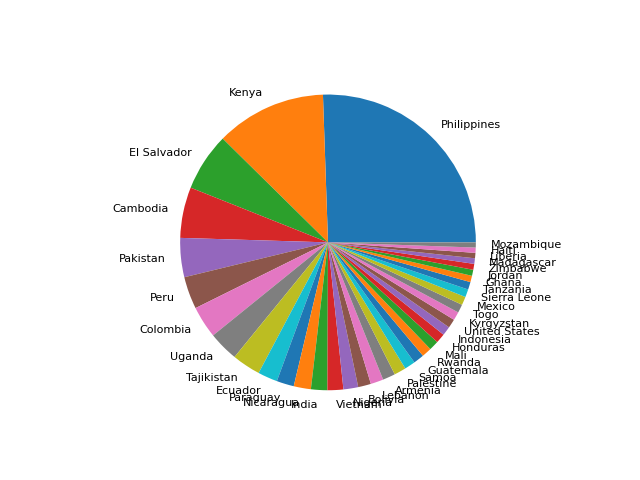 Philippines
Kenya
El Salvador
Cambodia
Pakistan
Peru
Colombia
Uganda
Tajikistan
Ecuador
Paraguay
Nicaragua
India
Vietnam
Nigeria
Bolivia
Lebanon
Armenia
Palestine
Samoa
Guatemala
Rwanda
Mali
Honduras
Indonesia
United States
Kyrgyzstan
Togo
Mexico
Sierra Leone
Tanzania
Ghana
Jordan
Zimbabwe
Madagascar
Liberia
Haiti
Mozambique